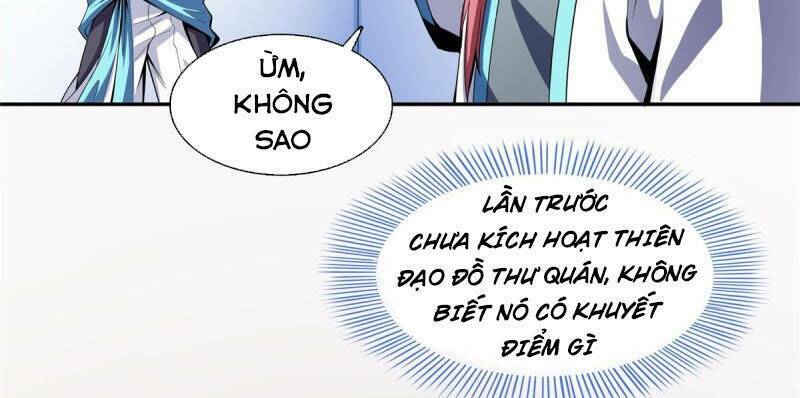 ỪM,
KHÔNG
SAO
LẦN TRƯỚC
CHƯA KÍCH HOẠT THIÊN
ĐẠO ĐỒ THƯ QUÁN, KHÔNG
BIẾT NÓ CÓ KHUYẾT
ĐIỂM GÌ